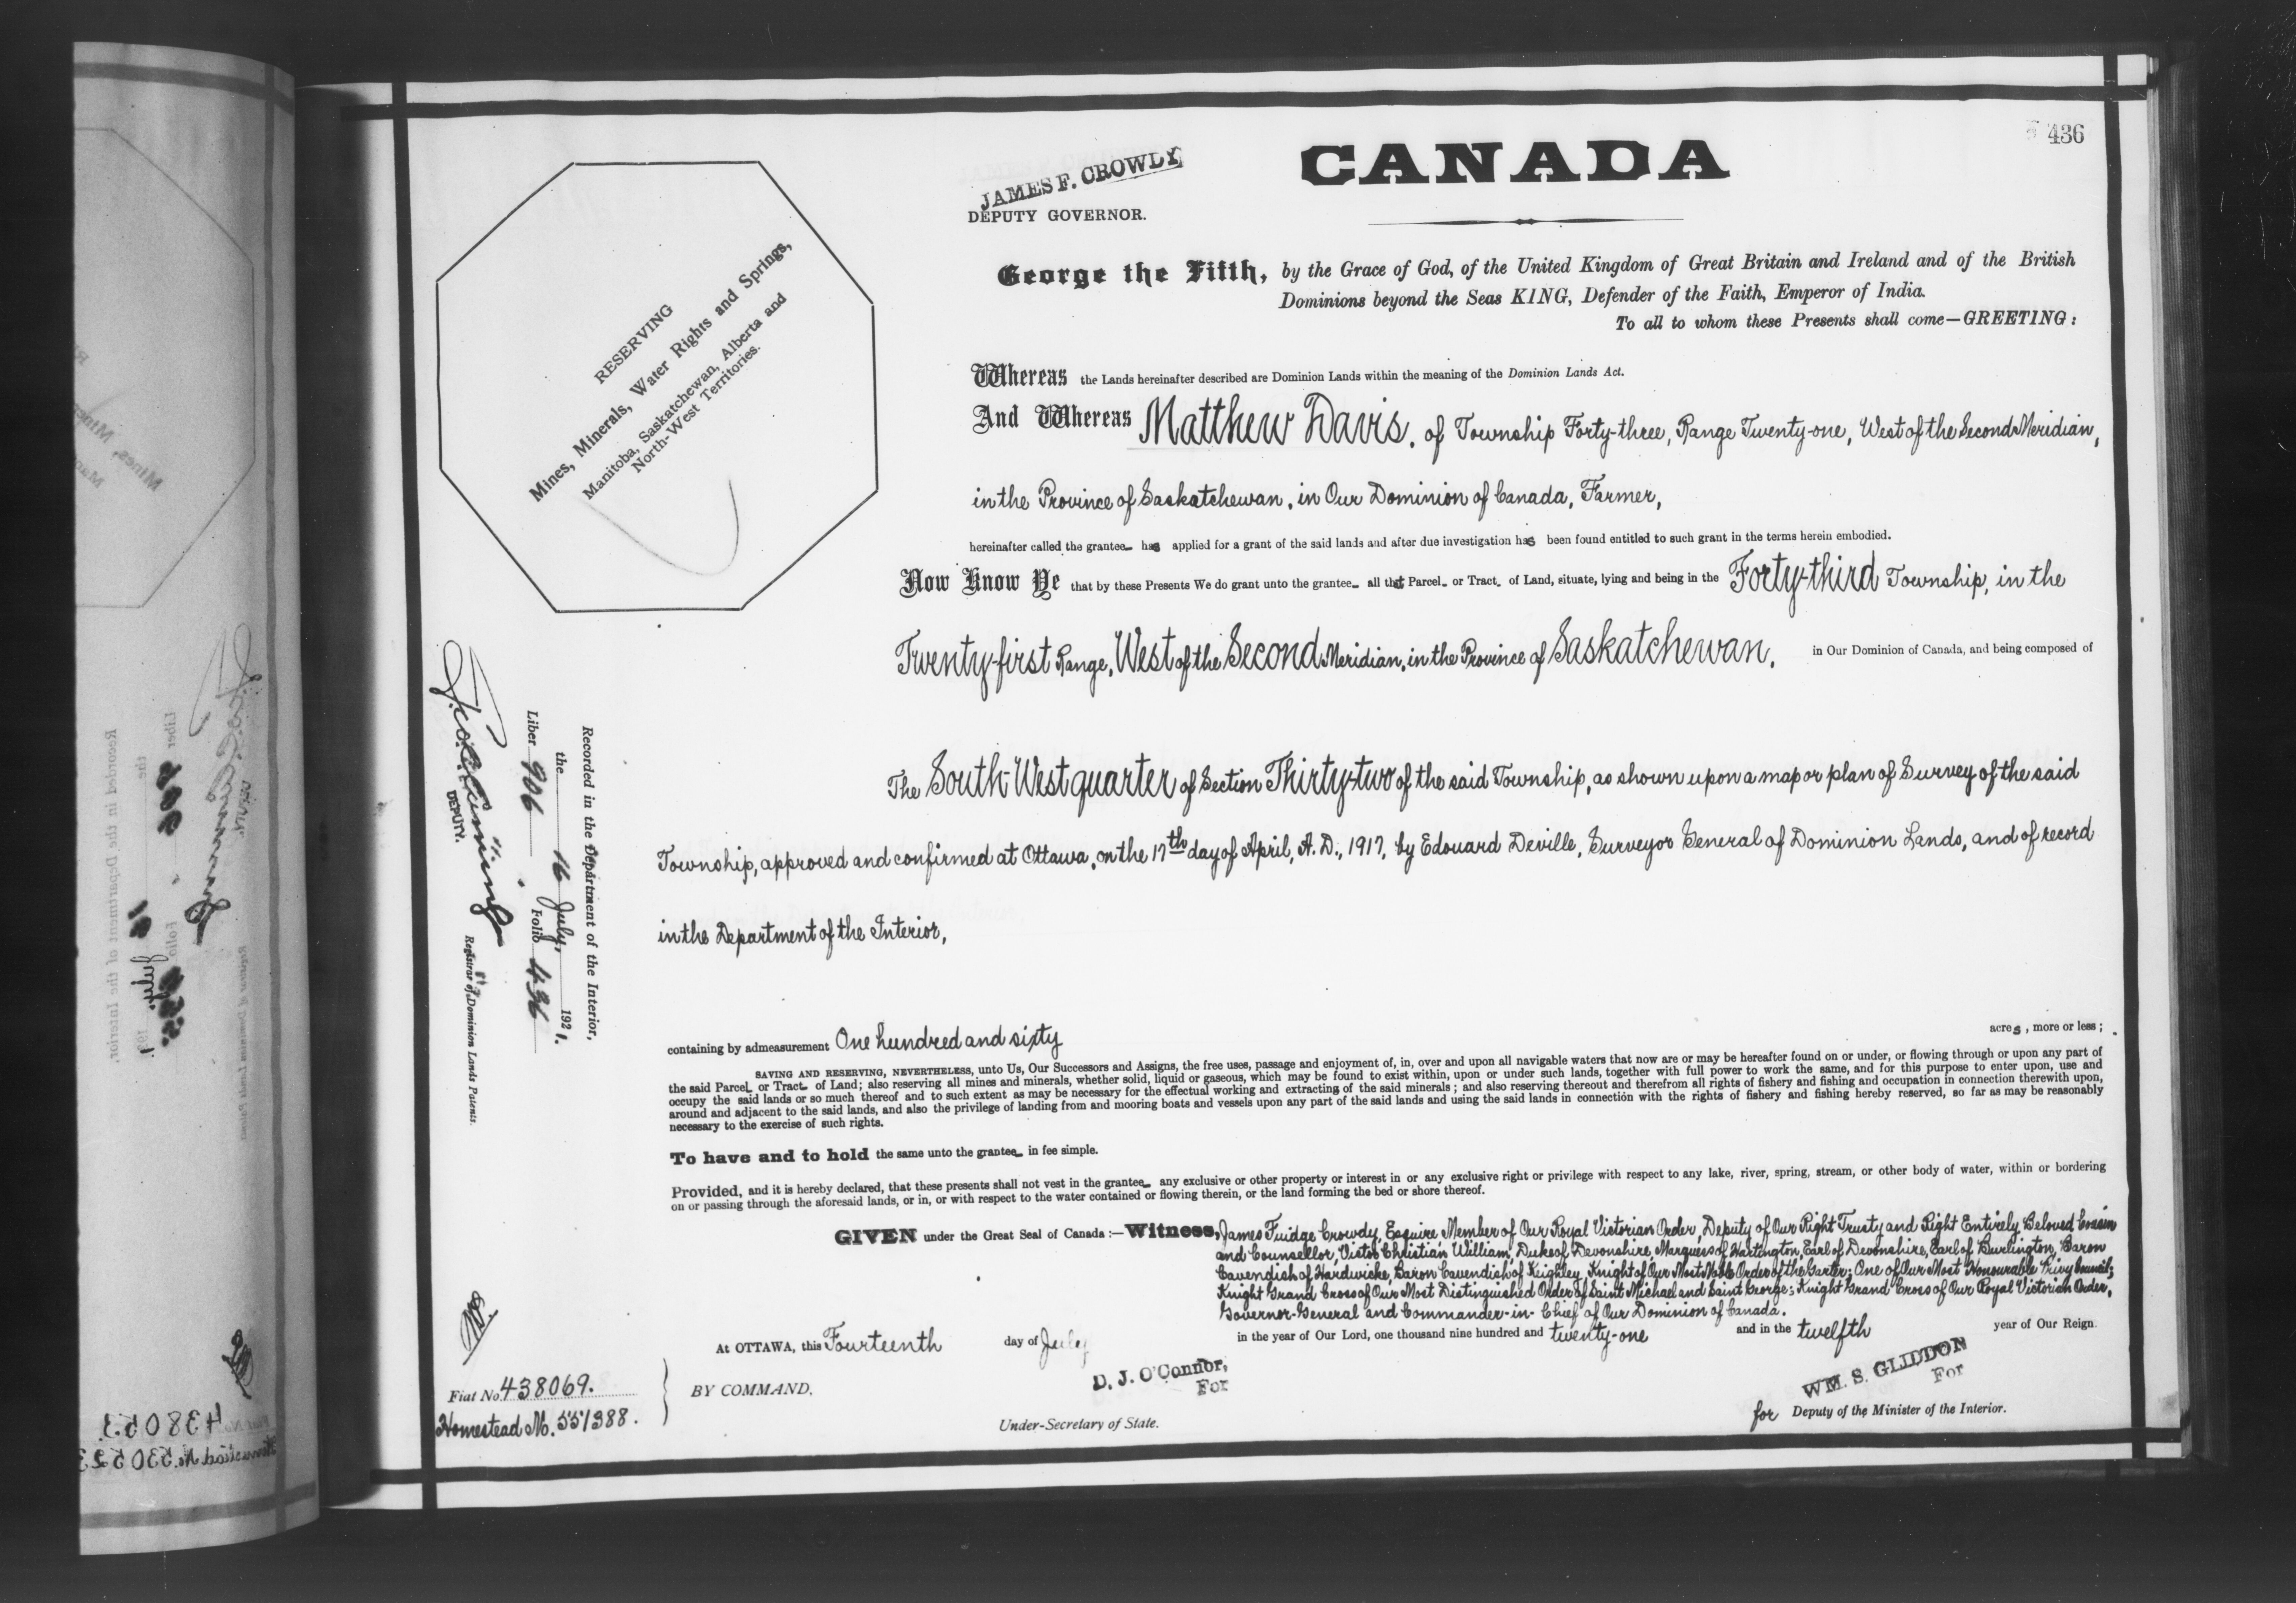 436
CANADA
JAMES F. CROWDY
DEPUTY GOVERNOR.
George the Fifth, by the Grace of God, of the United Kingdom of Great Britain and Ireland and of the British
Dominions beyond the Seas KING, Defender of the Faith, Emperor of India.
To all to whom these Presents shall come—GREETING:
RESERVING
Mines, Minerals, Water Rights and Springs,
Manitoba, Saskatchewan, Alberta and
North-West Territories.
Whereas the Lands hereinafter described are Dominion Lands within the meaning of the Dominion Lands Act.
And Whereas Matthew Davis, of Township Forty-three, Range Twenty-one, West of the Second Meridian,
in the Province of Saskatchewan, in Our Dominion of Canada, Farmer,
hereinafter called the grantee has applied for a grant of the said lands and after due investigation has been found entitled to such grant in the terms herein embodied.
Now Know Ye that by these Presents We do grant unto the grantee all that Parcel or Tract of Land, situate, lying and being in the Forty-third Township, in the
Twenty-first Range, West of the Second Meridian, in the Province of Saskatchewan, in Our Dominion of Canada, and being composed of
The South-West quarter of Section Thirty-two of the said Township, as shown upon a map or plan of Survey of the said
Township, approved and confirmed at Ottawa, on the 17th day of April, A.D., 1917, by Edouard Deville, Surveyor General of Dominion Lands, and of record
in the Department of the Interior,
containing by admeasurement One hundred and sixty acres, more or less;
SAVING AND RESERVING, NEVERTHELESS, unto Us, Our Successors and Assigns, the free uses, passage and enjoyment of, in, over and upon all navigable waters that now are or may be hereafter found on or under, or flowing through or upon any part of
the said Parcel or Tract of Land; also reserving all mines and minerals, whether solid, liquid or gaseous, which may be found to exist within, upon or under such lands, together with full power to work the same, and for this purpose to enter upon, use and
occupy the said lands or so much thereof and to such extent as may be necessary for the effectual working and extracting of the said minerals; and also reserving thereout and therefrom all rights of fishery and fishing and occupation in connection therewith upon,
around and adjacent to the said lands, and also the privilege of landing from and mooring boats and vessels upon any part of the said lands and using the said lands in connection with the rights of fishery and fishing hereby reserved, so far as may be reasonably
necessary to the exercise of such rights.
To have and to hold the same unto the grantee in fee simple.
Provided, and it is hereby declared, that these presents shall not vest in the grantee any exclusive or other property or interest in or any exclusive right or privilege with respect to any lake, river, spring, stream, or other body of water, within or bordering
on or passing through the aforesaid lands, or in, or with respect to the water contained or flowing therein, or the land forming the bed or shore thereof.
GIVEN under the Great Seal of Canada:—Witness, James Fuidge Crowdy, Esquire Member of Our Royal Victorian Order, Deputy of Our Right Trusty and Right Entirely Beloved Cousin
and Counsellor, Victor Christian William, Duke of Devonshire, Marquess of Hartington, Earl of Devonshire, Earl of Burlington, Baron
Cavendish of Hardwicke, Baron Cavendish of Keighley, Knight of Our Most Noble Order of the Garter; One of Our Most Honourable Privy Council;
Knight Grand Cross of Our Most Distinguished Order of Saint Michael and Saint George; Knight Grand Cross of Our Royal Victorian Order,
Governor-General and Commander-in-Chief of Our Dominion of Canada.
At OTTAWA, this Fourteenth day of July in the year of Our Lord, one thousand nine hundred and twenty-one and in the twelfth year of Our Reign.
BY COMMAND,
D. J. O'Connor,
For
Under-Secretary of State.
WM. S. GLIDDON
For
for Deputy of the Minister of the Interior.
Recorded in the Department of the Interior,
the 16 July, 1921.
Liber 906 Folio 436
DEPUTY.
Registrar of Dominion Lands Patents.
Fiat No. 438069.
Homestead No. 551388.